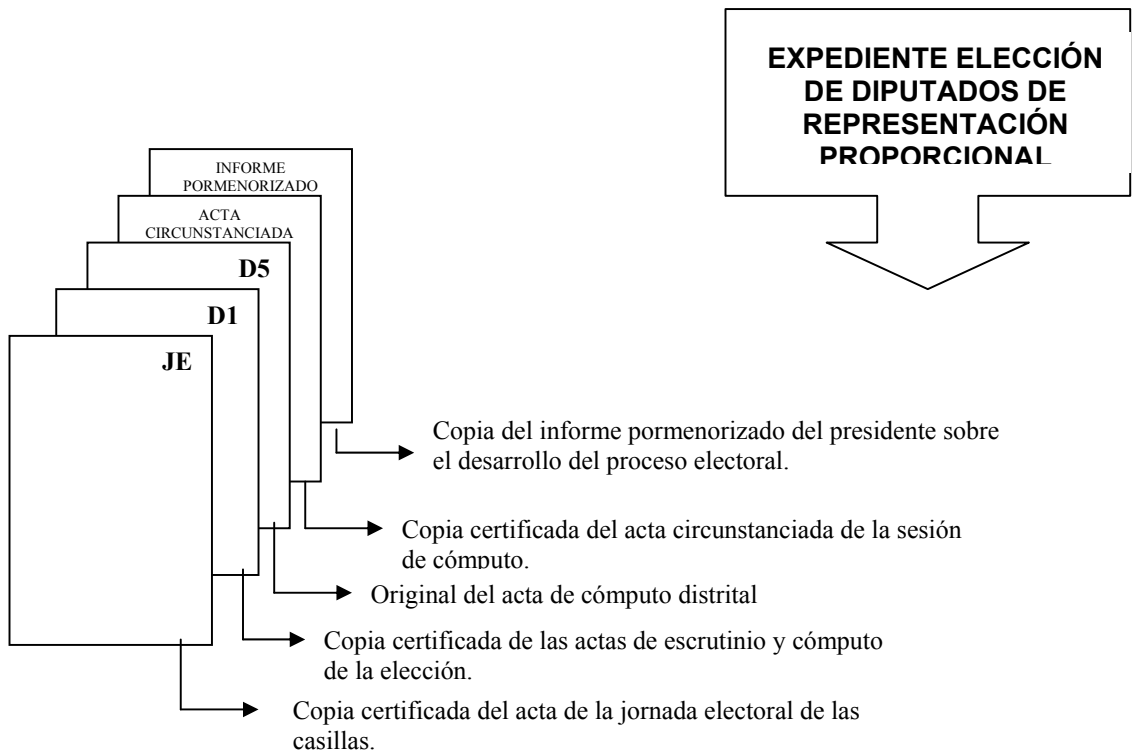 EXPEDIENTE ELECCIÓN
DE DIPUTADOS DE
REPRESENTACIÓN
PROPORCIONAL
INFORME
PORMENORIZADO
ACTA
CIRCUNSTANCIADA
D5
D1
JE
Copia del informe pormenorizado del presidente sobre
el desarrollo del proceso electoral.
Copia certificada del acta circunstanciada de la sesión
de cómputo.
Original del acta de cómputo distrital
Copia certificada de las actas de escrutinio y cómputo
de la elección.
Copia certificada del acta de la jornada electoral de las
casillas.